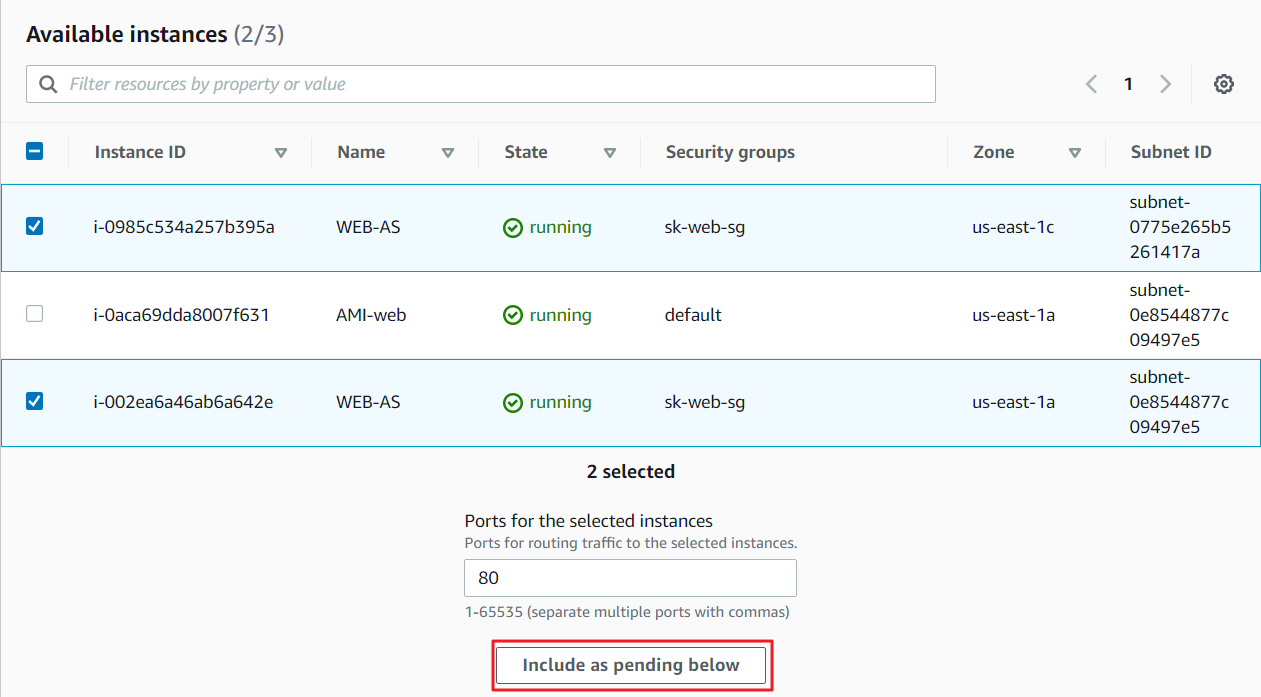 Available instances (2/3)
Filter resources by property or value
1
Instance ID Name State Security groups Zone Subnet ID
subnet-
i-0985c534a257b395a WEB-AS running sk-web-sg us-east-1c 0775e265b5
261417a
subnet-
i-0aca69dda8007f631 AMI-web running default us-east-1a 0e8544877c
09497e5
subnet-
i-002ea6a46ab6a642e WEB-AS running sk-web-sg us-east-1a 0e8544877c
09497e5
2 selected
Ports for the selected instances
Ports for routing traffic to the selected instances.
80
1-65535 (separate multiple ports with commas)
Include as pending below